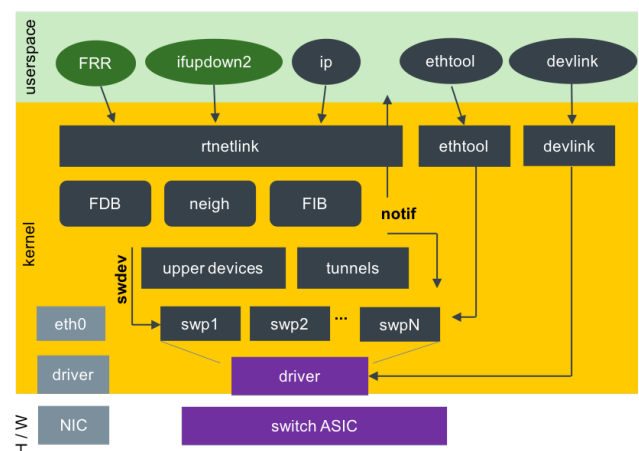 userspace
FRR
ifupdown2
ip
ethtool
devlink
kernel
rtnetlink
ethtool
devlink
FDB
neigh
FIB
notif
swdev
upper devices
tunnels
eth0
swp1
swp2
...
swpN
driver
driver
H / W
NIC
switch ASIC